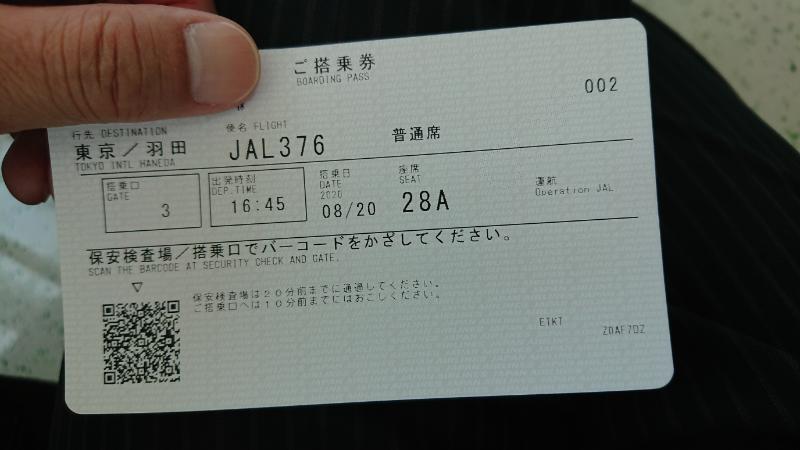 ご搭乗券
BOARDING PASS
002
様
行先 DESTINATION
便名 FLIGHT
東京／羽田
JAL376
普通席
TOKYO INTL HANEDA
搭乗口
GATE
3
出発時刻
DEP.TIME
16:45
搭乗日
DATE
2020
08/20
座席
SEAT
28A
運航
Operation JAL
保安検査場／搭乗口でバーコードをかざしてください。
SCAN THE BARCODE AT SECURITY CHECK AND GATE.
▽
保安検査場は20分前までに通過してください。
ご搭乗口へは10分前までにはおこしください。
ETKT